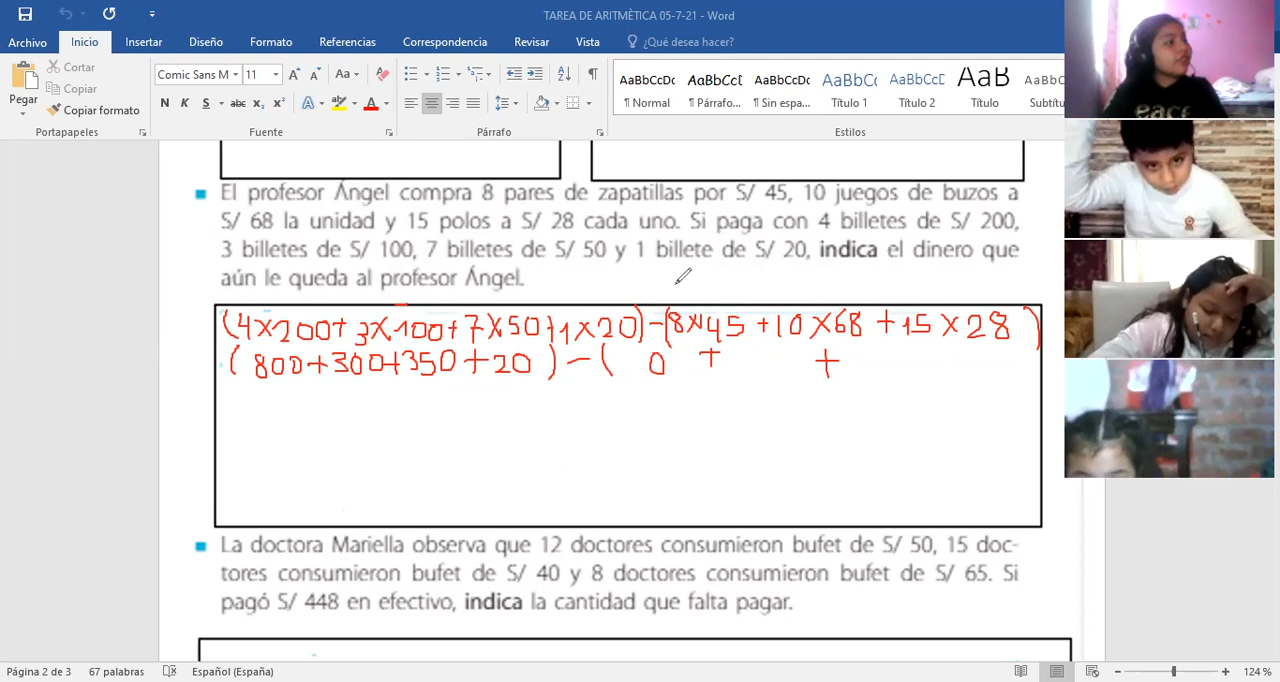 TAREA DE ARITMÈTICA 05-7-21 - Word
Archivo Inicio Insertar Diseño Formato Referencias Correspondencia Revisar Vista ¿Qué desea hacer?
Pegar
Cortar
Copiar
Copiar formato
Portapapeles
Comic Sans M 11
N K S abc x₂ x²
Fuente
Párrafo
AaBbCcDc AaBbCcD AaBbCcDc AaBbC AaBbCcC AaB AaBbCcC
¶ Normal ¶ Párrafo... ¶ Sin espa... Título 1 Título 2 Título Subtítu
Estilos
El profesor Ángel compra 8 pares de zapatillas por S/ 45, 10 juegos de buzos a
S/ 68 la unidad y 15 polos a S/ 28 cada uno. Si paga con 4 billetes de S/ 200,
3 billetes de S/ 100, 7 billetes de S/ 50 y 1 billete de S/ 20, indica el dinero que
aún le queda al profesor Ángel.
(4x200+3x100+7x50+1x20)-(8x45+10x68+15x28)
(800+300+350+20)-( 0 + +
La doctora Mariella observa que 12 doctores consumieron bufet de S/ 50, 15 doc-
tores consumieron bufet de S/ 40 y 8 doctores consumieron bufet de S/ 65. Si
pagó S/ 448 en efectivo, indica la cantidad que falta pagar.
Página 2 de 3 67 palabras Español (España) 124 %